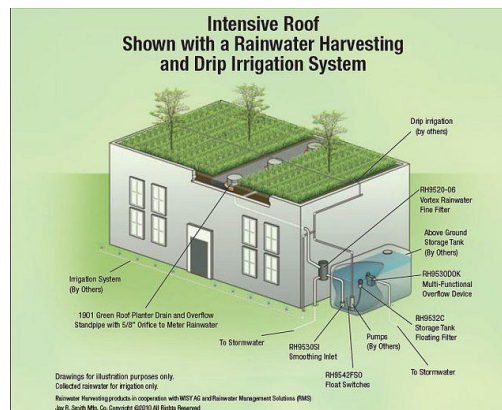 Intensive Roof
Shown with a Rainwater Harvesting
and Drip Irrigation System
Drip irrigation
(by others)
RH9520-06
Vortex Rainwater
Fine Filter
Above Ground
Storage Tank
(By Others)
RH9530DDK
Multi-Functional
Overflow Device
RH9532C
Storage Tank
Floating Filter
Irrigation System
(By Others)
1901 Green Roof Planter Drain and Overflow
Standpipe with 5/8" Orifice to Meter Rainwater
To Stormwater
RH9530SI
Smoothing Inlet
Pumps
(By Others)
RH9542FSO
Float Switches
To Stormwater
Drawings for illustration purposes only.
Collected rainwater for irrigation only.
Rainwater Harvesting products in cooperation with WISY AG and Rainwater Management Solutions (RMS)
Jay R. Smith Mfg. Co. Copyright ©2010 All Rights Reserved